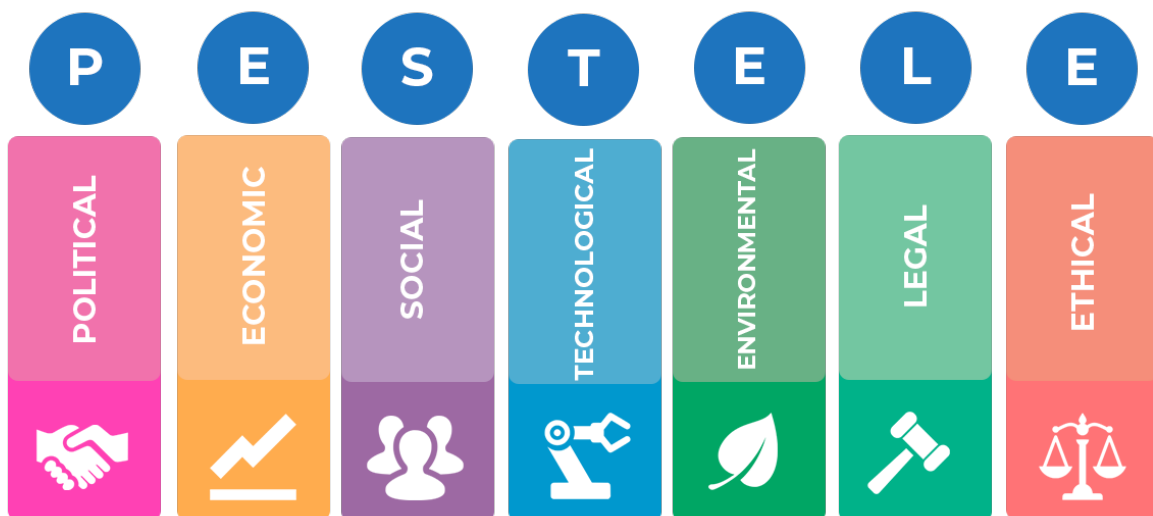 P
E
S
T
E
L
E
POLITICAL
ECONOMIC
SOCIAL
TECHNOLOGICAL
ENVIRONMENTAL
LEGAL
ETHICAL